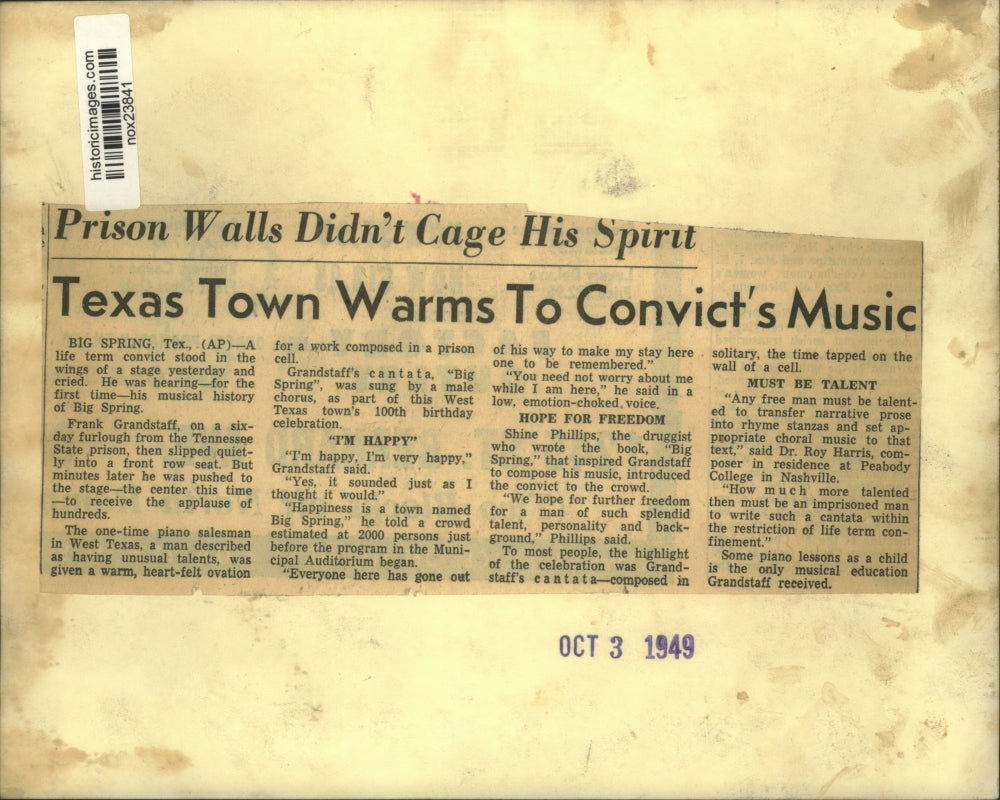 historicimages.com
nox23841
Prison Walls Didn't Cage His Spirit
Texas Town Warms To Convict's Music
BIG SPRING, Tex., (AP)—A
life term convict stood in the
wings of a stage yesterday and
cried. He was hearing—for the
first time—his musical history
of Big Spring.
Frank Grandstaff, on a six-
day furlough from the Tennessee
State prison, then slipped quiet-
ly into a front row seat. But
minutes later he was pushed to
the stage—the center this time
—to receive the applause of
hundreds.
The one-time piano salesman
in West Texas, a man described
as having unusual talents, was
given a warm, heart-felt ovation
for a work composed in a prison
cell.
Grandstaff's cantata, "Big
Spring", was sung by a male
chorus, as part of this West
Texas town's 100th birthday
celebration.
"I'M HAPPY"
"I'm happy, I'm very happy,"
Grandstaff said.
"Yes, it sounded just as I
thought it would."
"Happiness is a town named
Big Spring," he told a crowd
estimated at 2000 persons just
before the program in the Muni-
cipal Auditorium began.
"Everyone here has gone out
of his way to make my stay here
one to be remembered."
"You need not worry about me
while I am here," he said in a
low, emotion-choked voice.
HOPE FOR FREEDOM
Shine Phillips, the druggist
who wrote the book, "Big
Spring," that inspired Grandstaff
to compose his music, introduced
the convict to the crowd.
"We hope for further freedom
for a man of such splendid
talent, personality and back-
ground," Phillips said.
To most people, the highlight
of the celebration was Grand-
staff's cantata—composed in
solitary, the time tapped on the
wall of a cell.
MUST BE TALENT
"Any free man must be talent-
ed to transfer narrative prose
into rhyme stanzas and set ap-
propriate choral music to that
text," said Dr. Roy Harris, com-
poser in residence at Peabody
College in Nashville.
"How much more talented
then must be an imprisoned man
to write such a cantata within
the restriction of life term con-
finement."
Some piano lessons as a child
is the only musical education
Grandstaff received.
OCT 3 1949